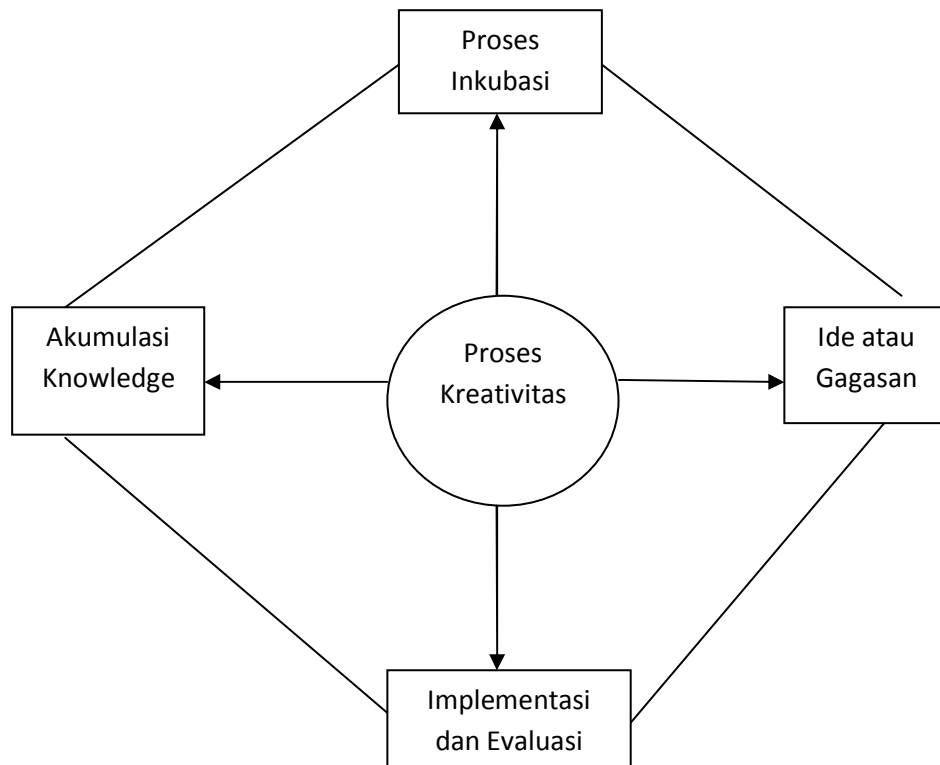 Proses
Inkubasi
Akumulasi
Knowledge
Proses
Kreativitas
Ide atau
Gagasan
Implementasi
dan Evaluasi